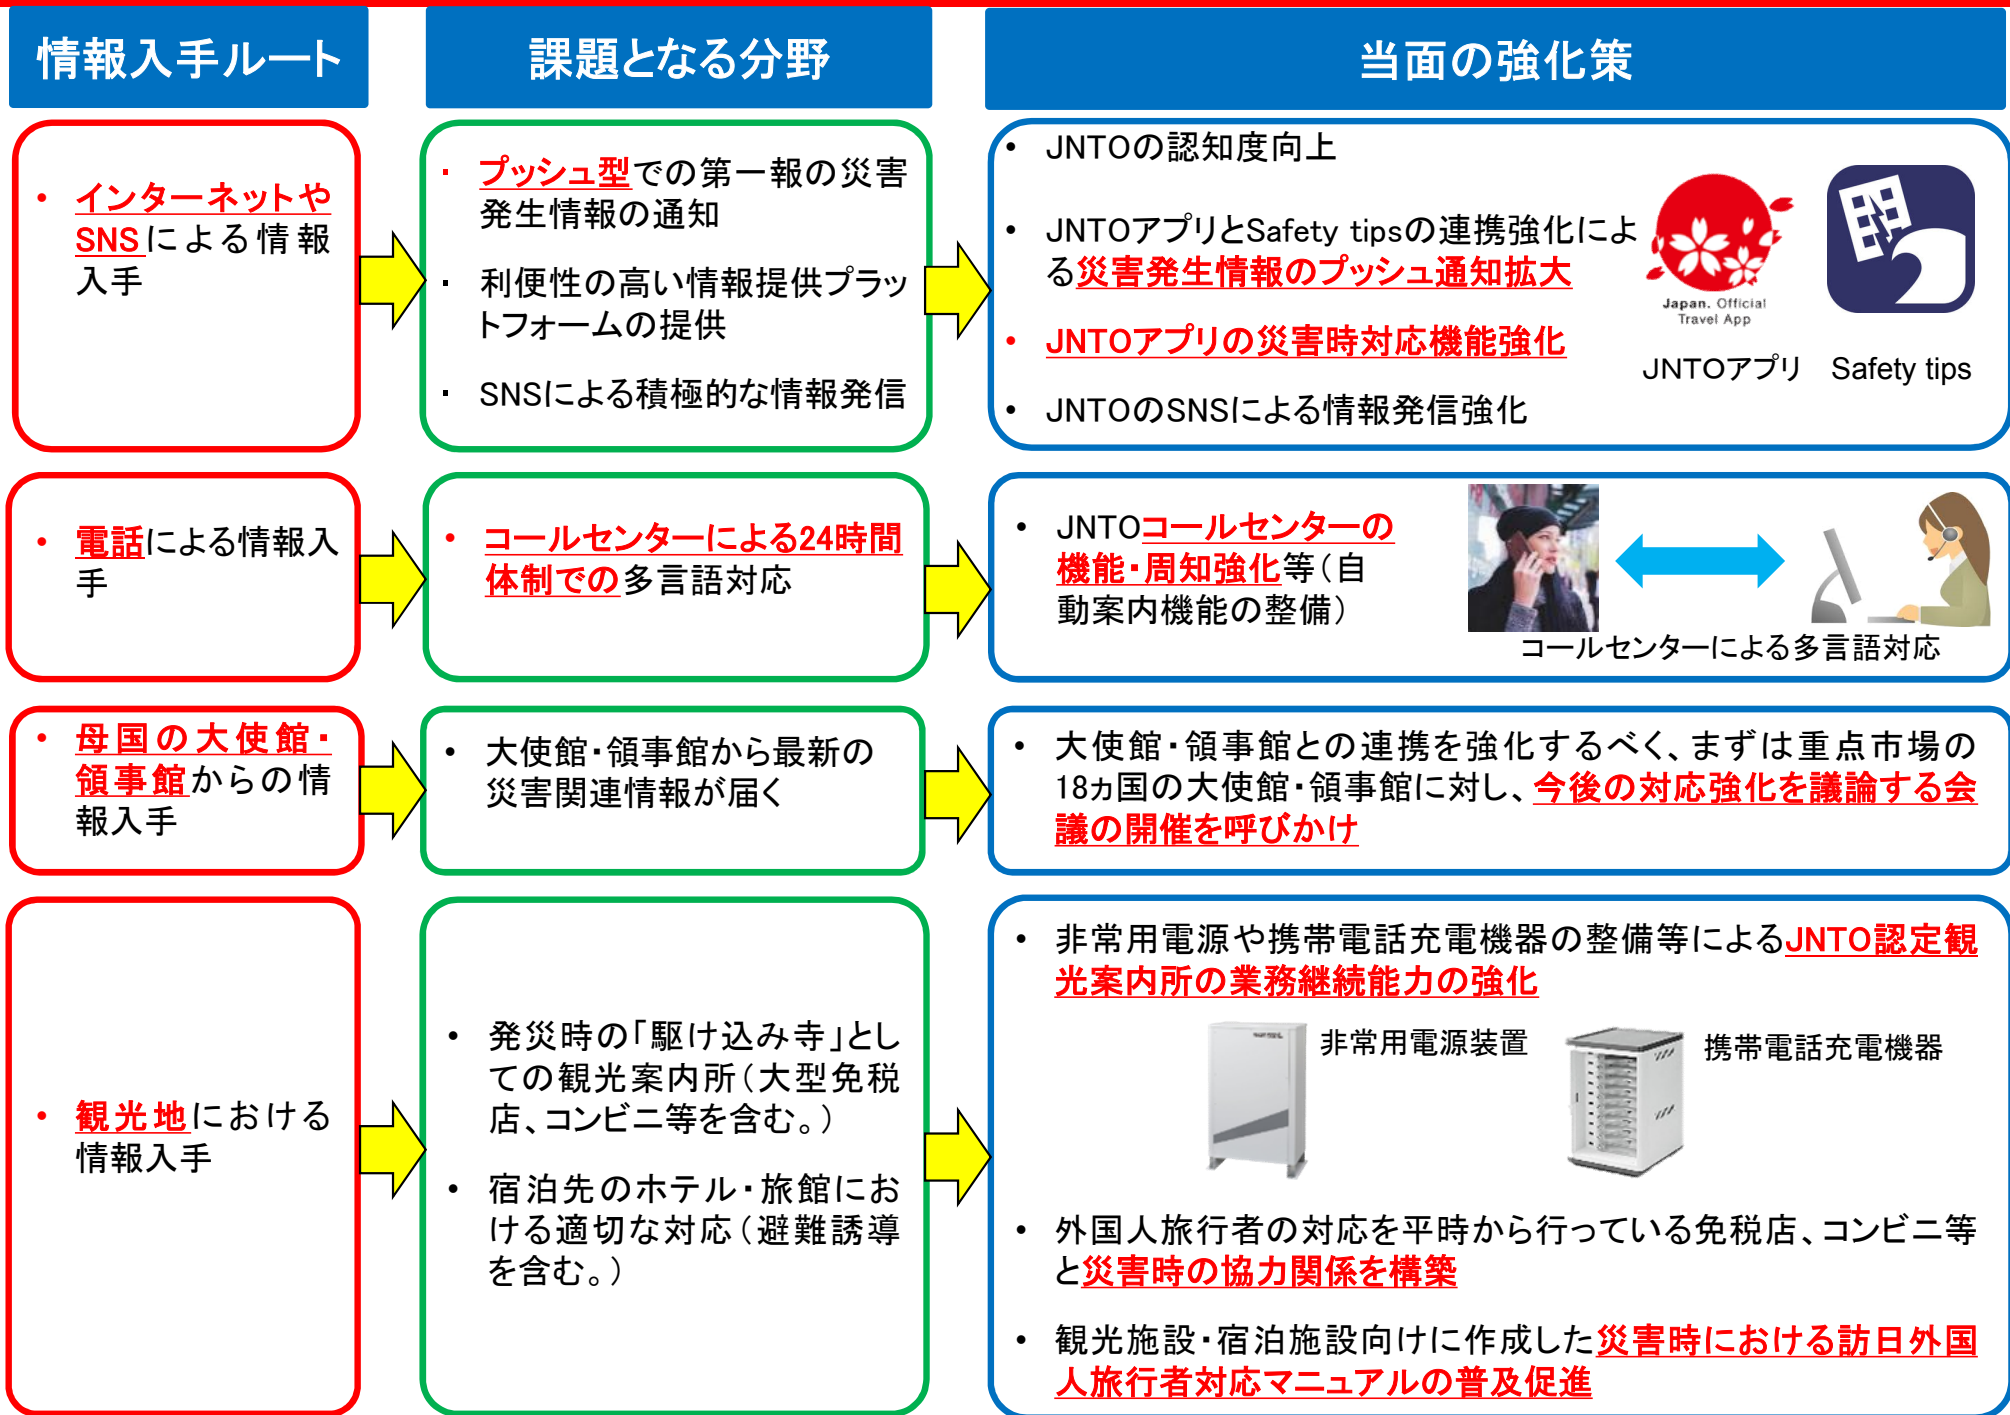 情報入手ルート
課題となる分野
当面の強化策
• インターネットや
SNSによる情報
入手
・ プッシュ型での第一報の災害
発生情報の通知
・ 利便性の高い情報提供プラッ
トフォームの提供
・ SNSによる積極的な情報発信
• JNTOの認知度向上
• JNTOアプリとSafety tipsの連携強化によ
る災害発生情報のプッシュ通知拡大
• JNTOアプリの災害時対応機能強化
• JNTOのSNSによる情報発信強化
Japan. Official
Travel App
JNTOアプリ
Safety tips
• 電話による情報入
手
• コールセンターによる24時間
体制での多言語対応
• JNTOコールセンターの
機能・周知強化等（自
動案内機能の整備）
コールセンターによる多言語対応
• 母国の大使館・
領事館からの情
報入手
• 大使館・領事館から最新の
災害関連情報が届く
• 大使館・領事館との連携を強化するべく、まずは重点市場の
18ヵ国の大使館・領事館に対し、今後の対応強化を議論する会
議の開催を呼びかけ
• 観光地における
情報入手
• 発災時の「駆け込み寺」とし
ての観光案内所（大型免税
店、コンビニ等を含む。）
• 宿泊先のホテル・旅館にお
ける適切な対応（避難誘導
を含む。）
• 非常用電源や携帯電話充電機器の整備等によるJNTO認定観
光案内所の業務継続能力の強化
非常用電源装置
携帯電話充電機器
• 外国人旅行者の対応を平時から行っている免税店、コンビニ等
と災害時の協力関係を構築
• 観光施設・宿泊施設向けに作成した災害時における訪日外国
人旅行者対応マニュアルの普及促進